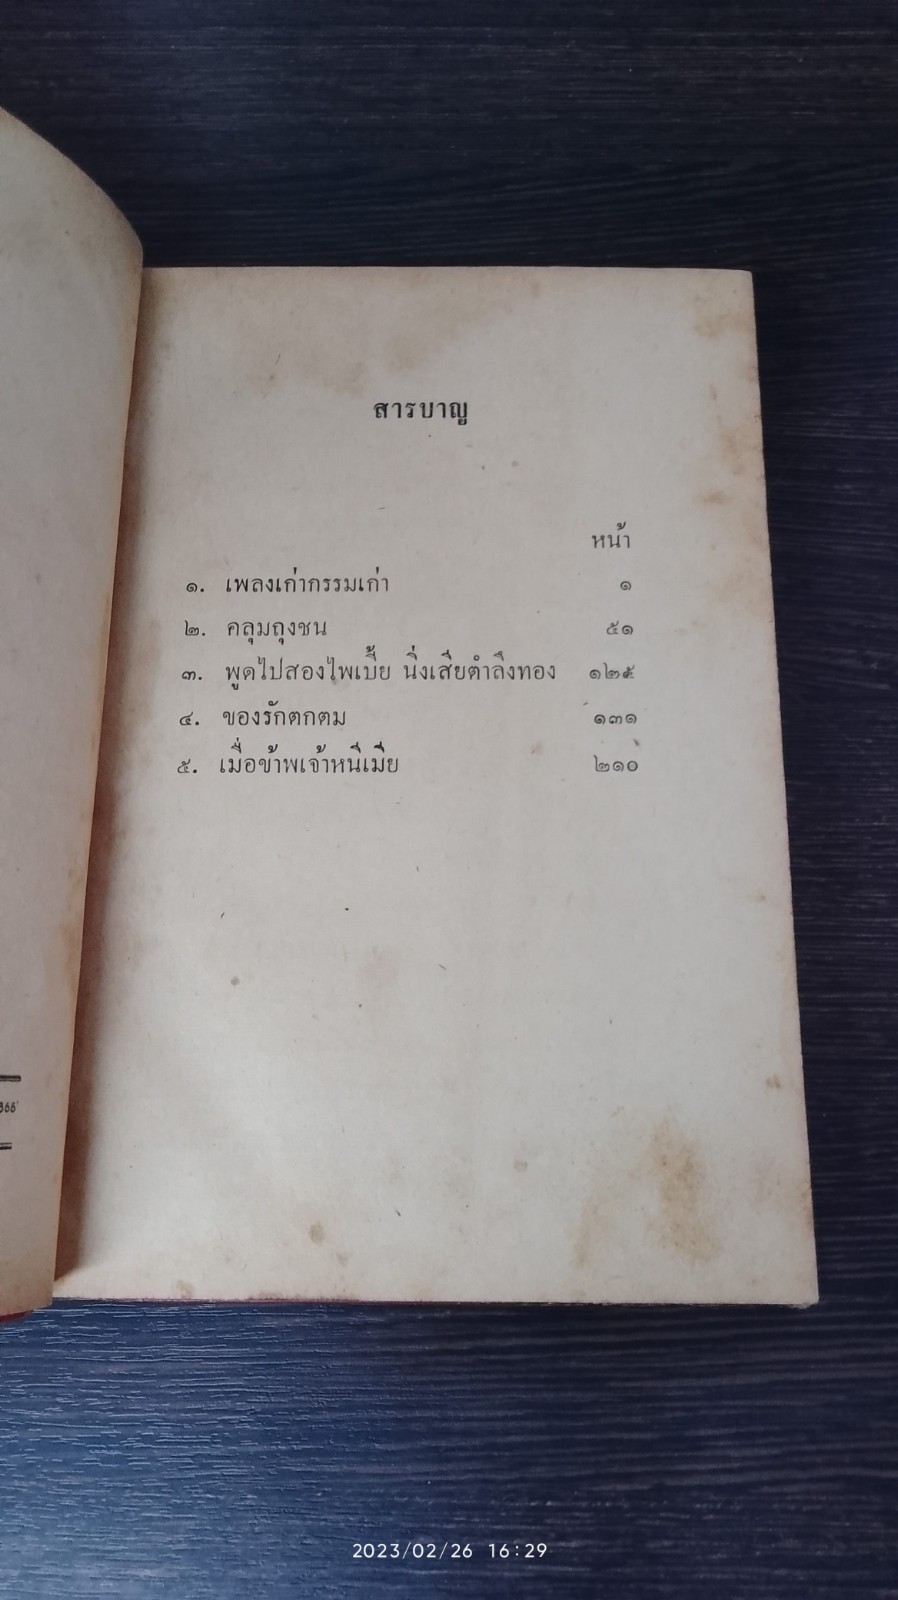 สารบาญ
หน้า
๑. เพลงเก่ากรรมเก่า ๑
๒. คลุมถุงชน ๕๑
๓. พูดไปสองไพเบี้ย นิ่งเสียตำลึงทอง ๑๒๕
๔. ของรักตกตม ๑๓๑
๕. เมื่อข้าพเจ้าหนีเมีย ๒๑๐
2023/02/26 16:29